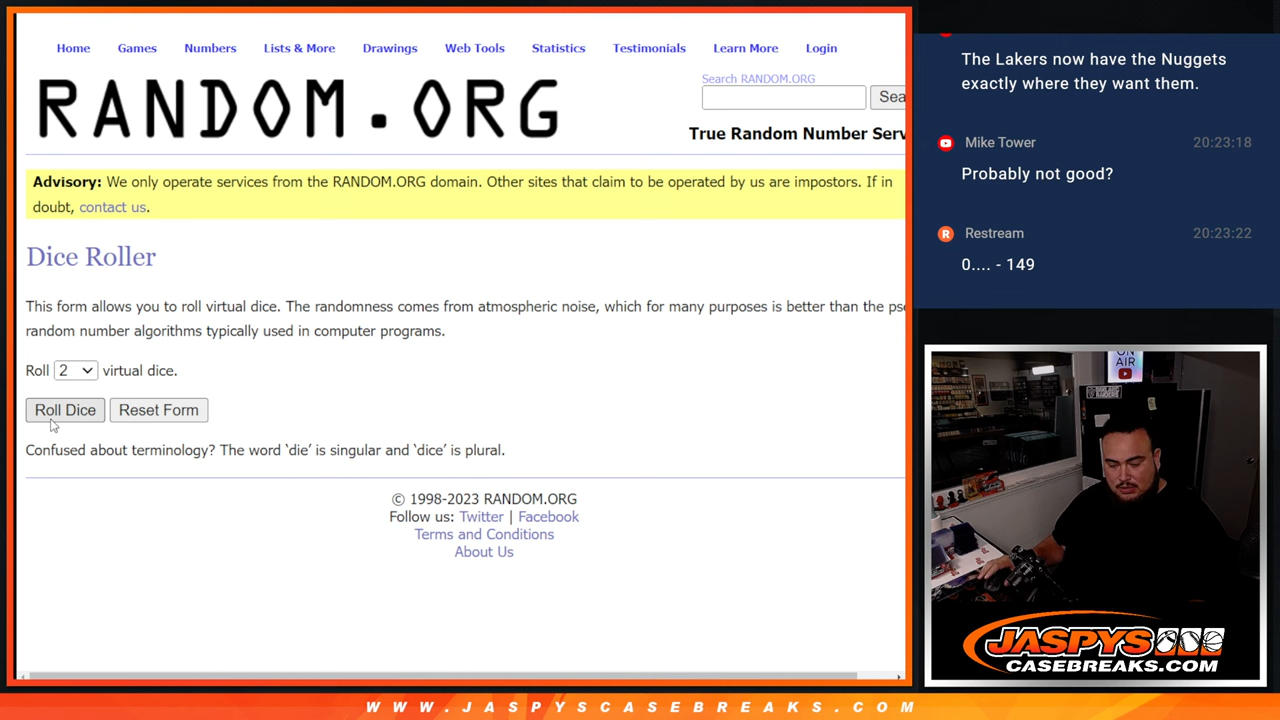 Home Games Numbers Lists & More Drawings Web Tools Statistics Testimonials Learn More Login
RANDOM.ORG
Search RANDOM.ORG
Sea
True Random Number Serv
Advisory: We only operate services from the RANDOM.ORG domain. Other sites that claim to be operated by us are impostors. If in
doubt, contact us.
Dice Roller
This form allows you to roll virtual dice. The randomness comes from atmospheric noise, which for many purposes is better than the pse
random number algorithms typically used in computer programs.
Roll 2 virtual dice.
Roll Dice Reset Form
Confused about terminology? The word ‘die’ is singular and ‘dice’ is plural.
© 1998-2023 RANDOM.ORG
Follow us: Twitter | Facebook
Terms and Conditions
About Us
The Lakers now have the Nuggets
exactly where they want them.
Mike Tower 20:23:18
Probably not good?
R Restream 20:23:22
0.... - 149
ON
AIR
JASPYS
CASEBREAKS.COM
WWW.JASPYSCASEBREAKS.COM